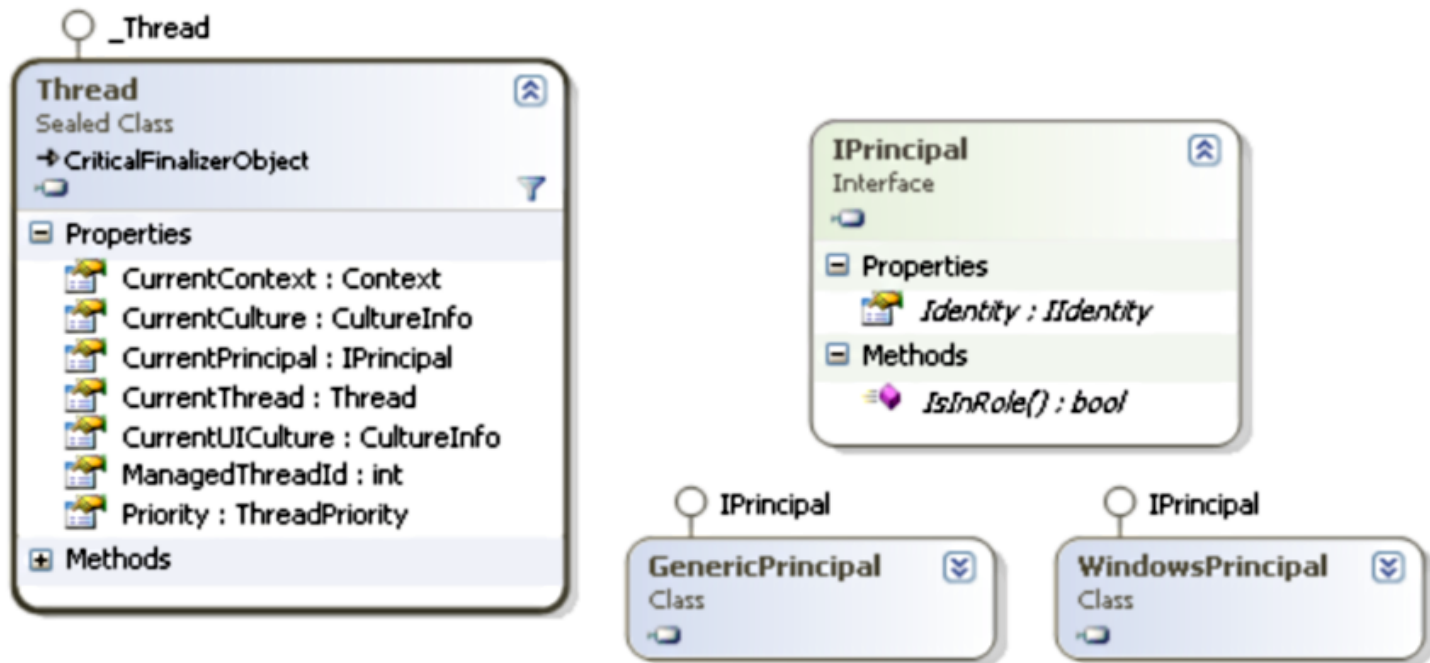 _Thread
Thread
Sealed Class
CriticalFinalizerObject
Properties
CurrentContext : Context
CurrentCulture : CultureInfo
CurrentPrincipal : IPrincipal
CurrentThread : Thread
CurrentUICulture : CultureInfo
ManagedThreadId : int
Priority : ThreadPriority
Methods
IPrincipal
Interface
Properties
Identity : IIdentity
Methods
IsInRole() : bool
IPrincipal
GenericPrincipal
Class
IPrincipal
WindowsPrincipal
Class